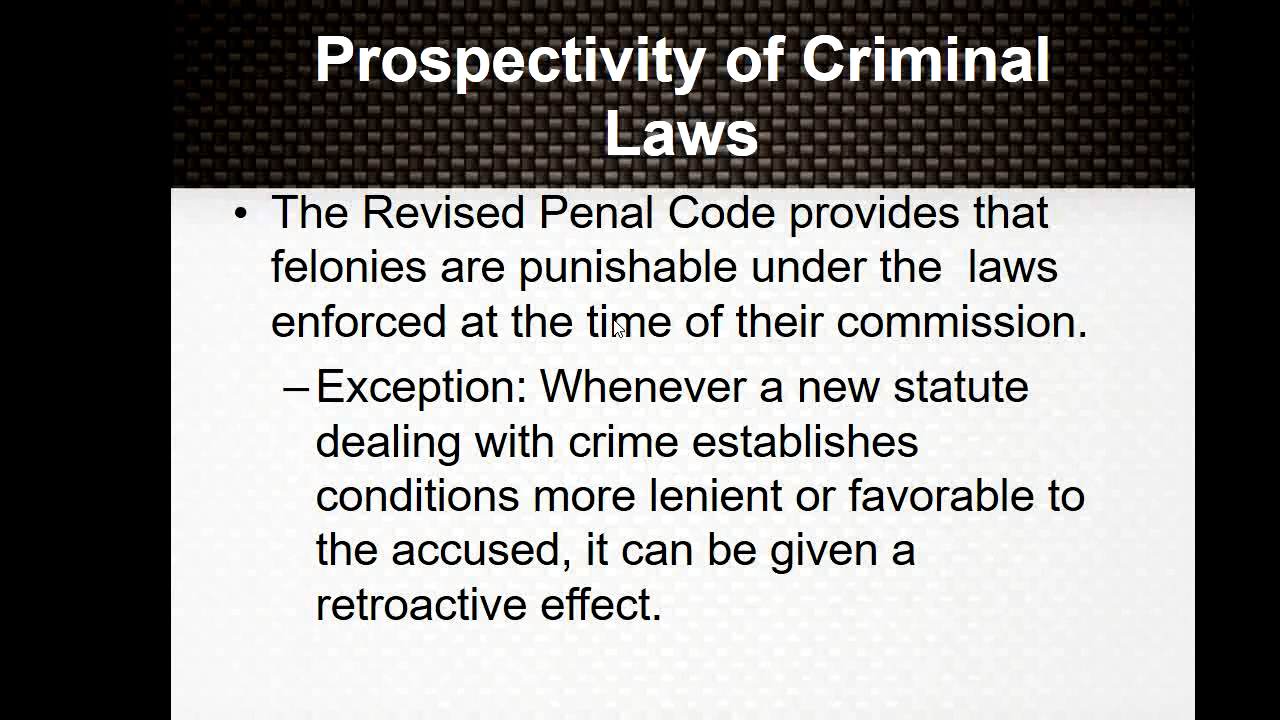 Prospectivity of Criminal
Laws
• The Revised Penal Code provides that
felonies are punishable under the  laws
enforced at the time of their commission.
–Exception: Whenever a new statute
dealing with crime establishes
conditions more lenient or favorable to
the accused, it can be given a
retroactive effect.